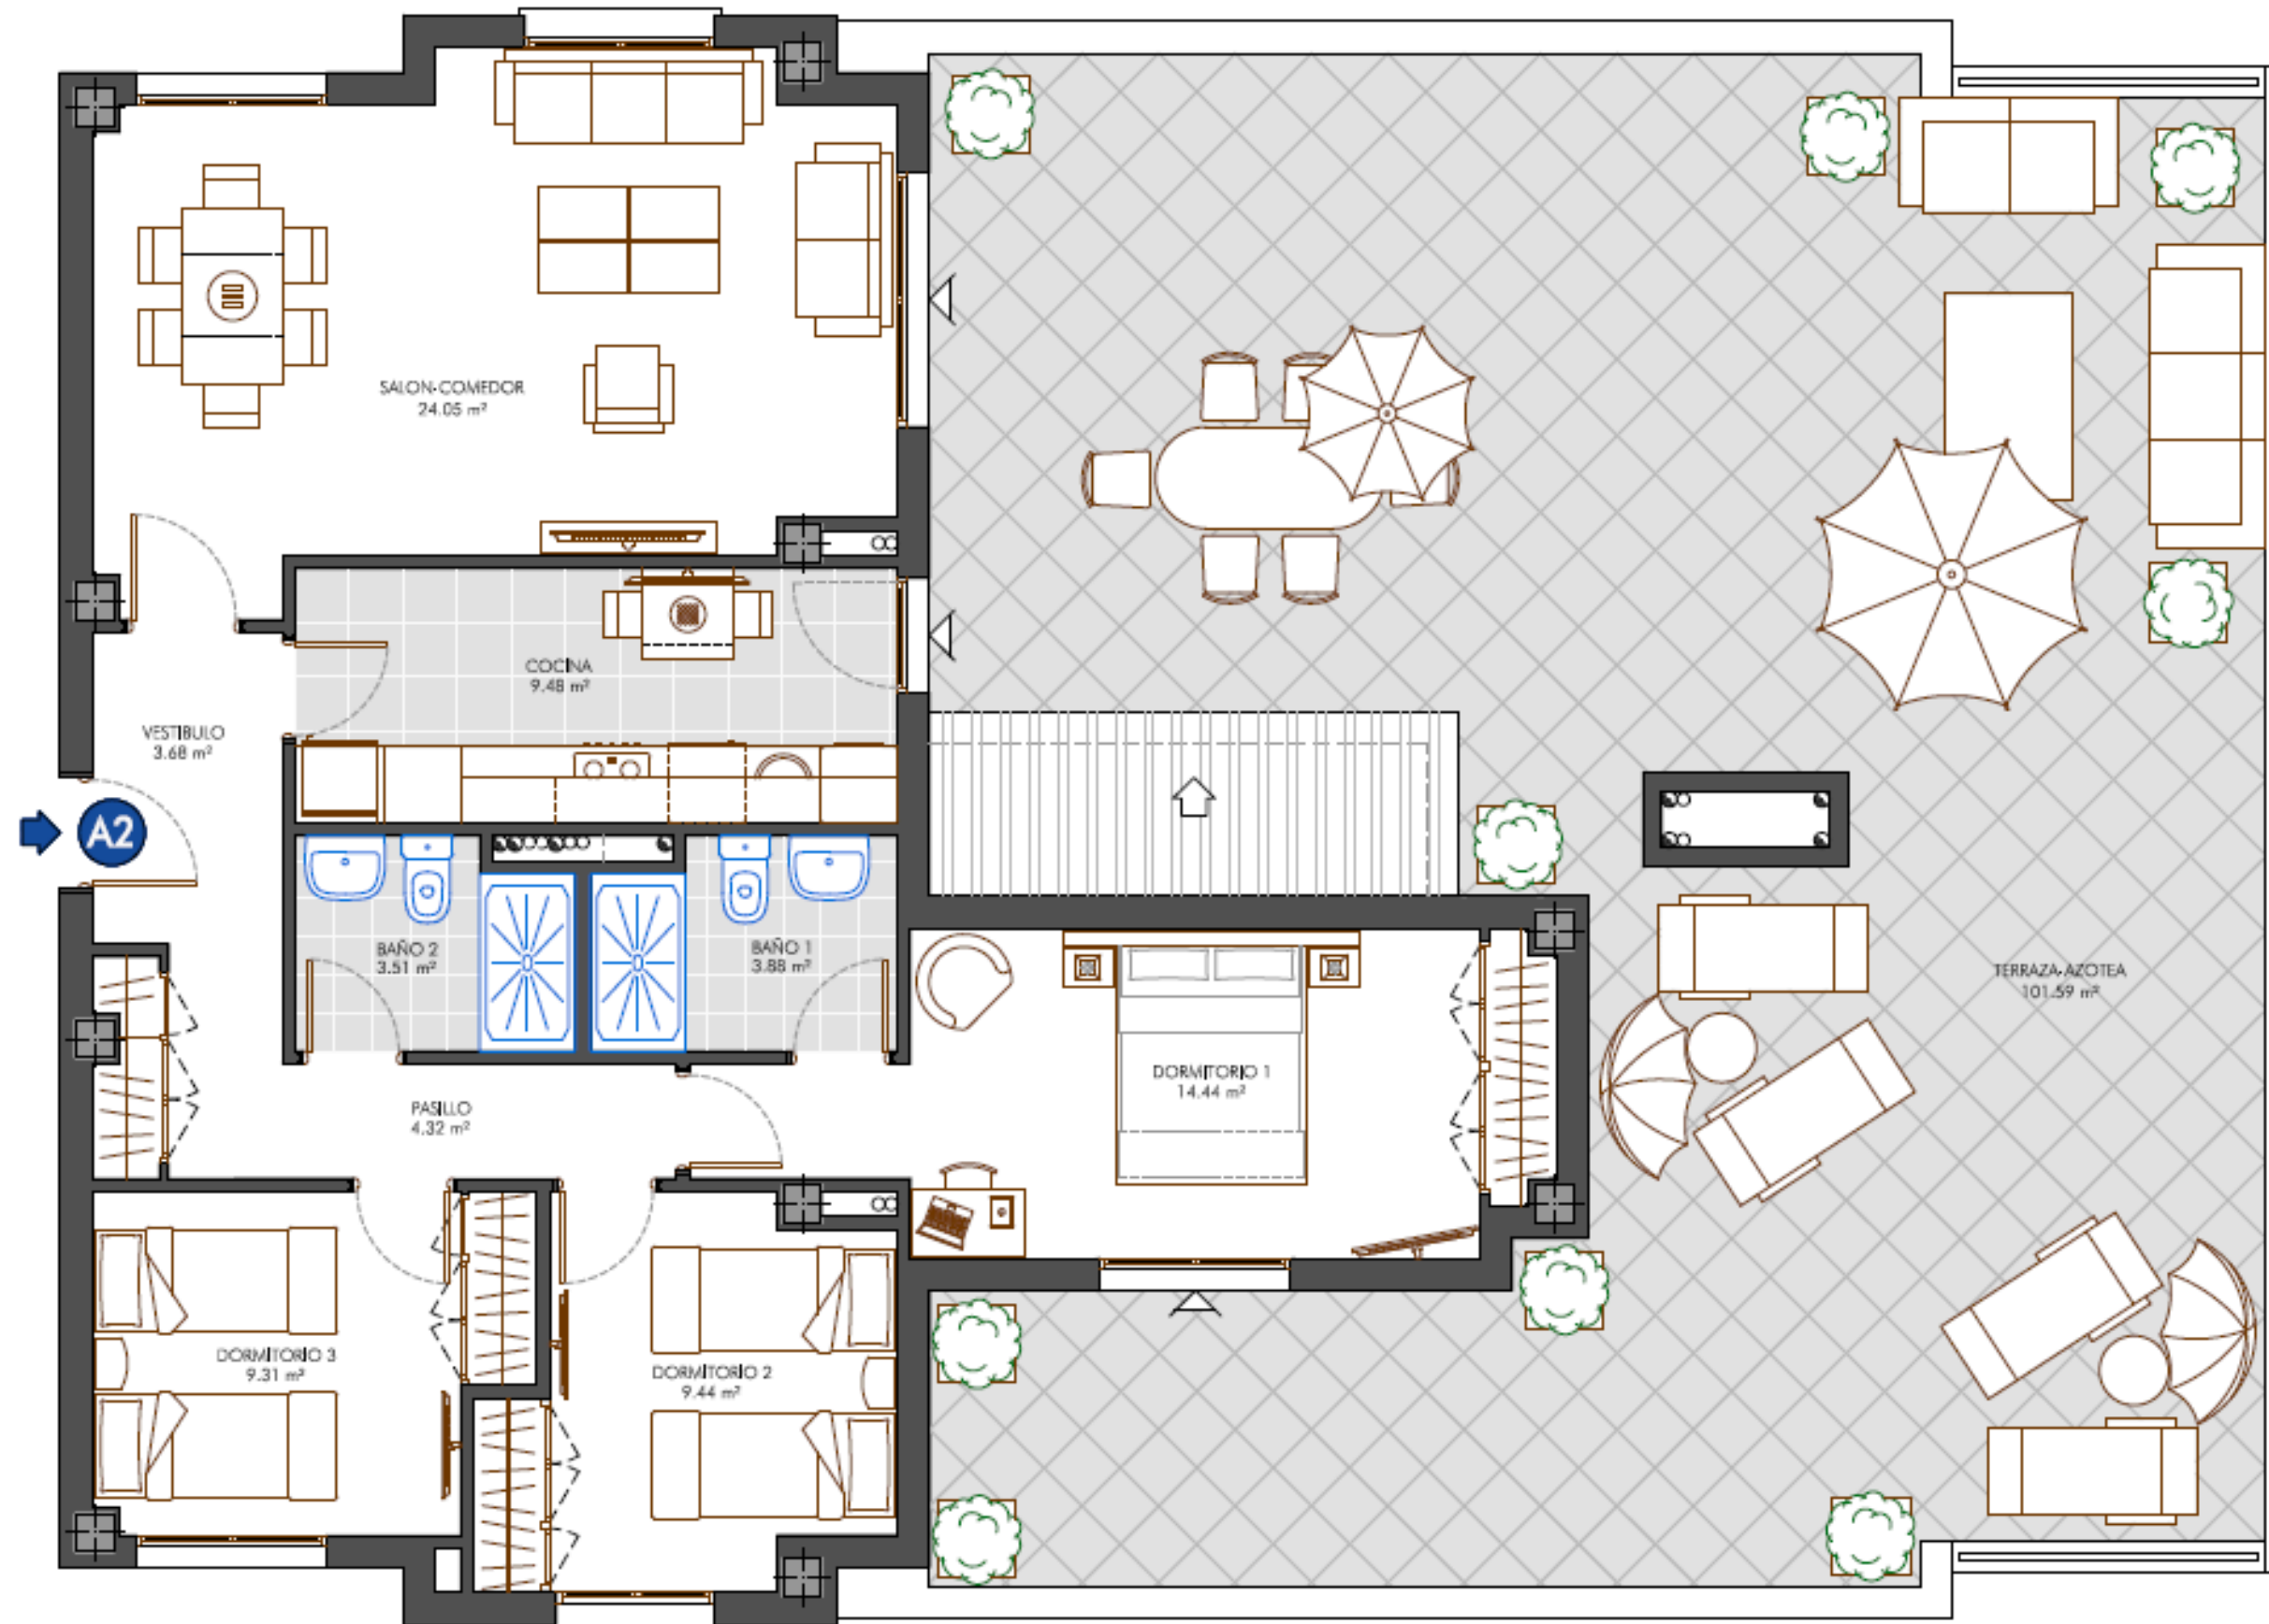 SALON-COMEDOR
24.05 m²
COCINA
9.48 m²
VESTIBULO
3.68 m²
A2
BAÑO 2
3.51 m²
BAÑO 1
3.88 m²
TERRAZA-AZOTEA
101.59 m²
DORMITORIO 1
14.44 m²
PASILLO
4.32 m²
DORMITORIO 3
9.31 m²
DORMITORIO 2
9.44 m²